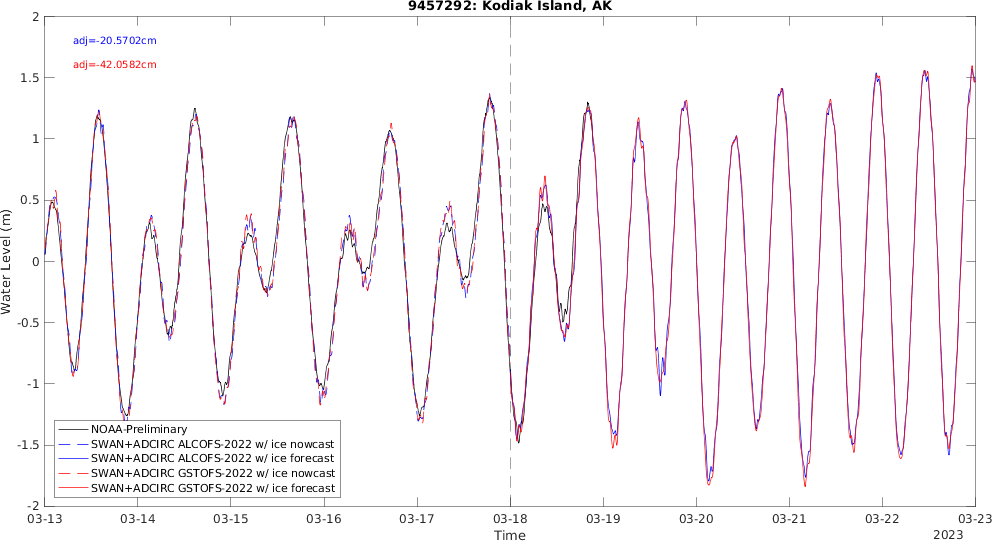 9457292: Kodiak Island, AK
adj=-20.5702cm
adj=-42.0582cm
Water Level (m)
2
1.5
1
0.5
0
-0.5
-1
-1.5
-2
NOAA-Preliminary
SWAN+ADCIRC ALCOFS-2022 w/ ice nowcast
SWAN+ADCIRC ALCOFS-2022 w/ ice forecast
SWAN+ADCIRC GSTOFS-2022 w/ ice nowcast
SWAN+ADCIRC GSTOFS-2022 w/ ice forecast
03-13 03-14 03-15 03-16 03-17 03-18 03-19 03-20 03-21 03-22 03-23
Time
2023